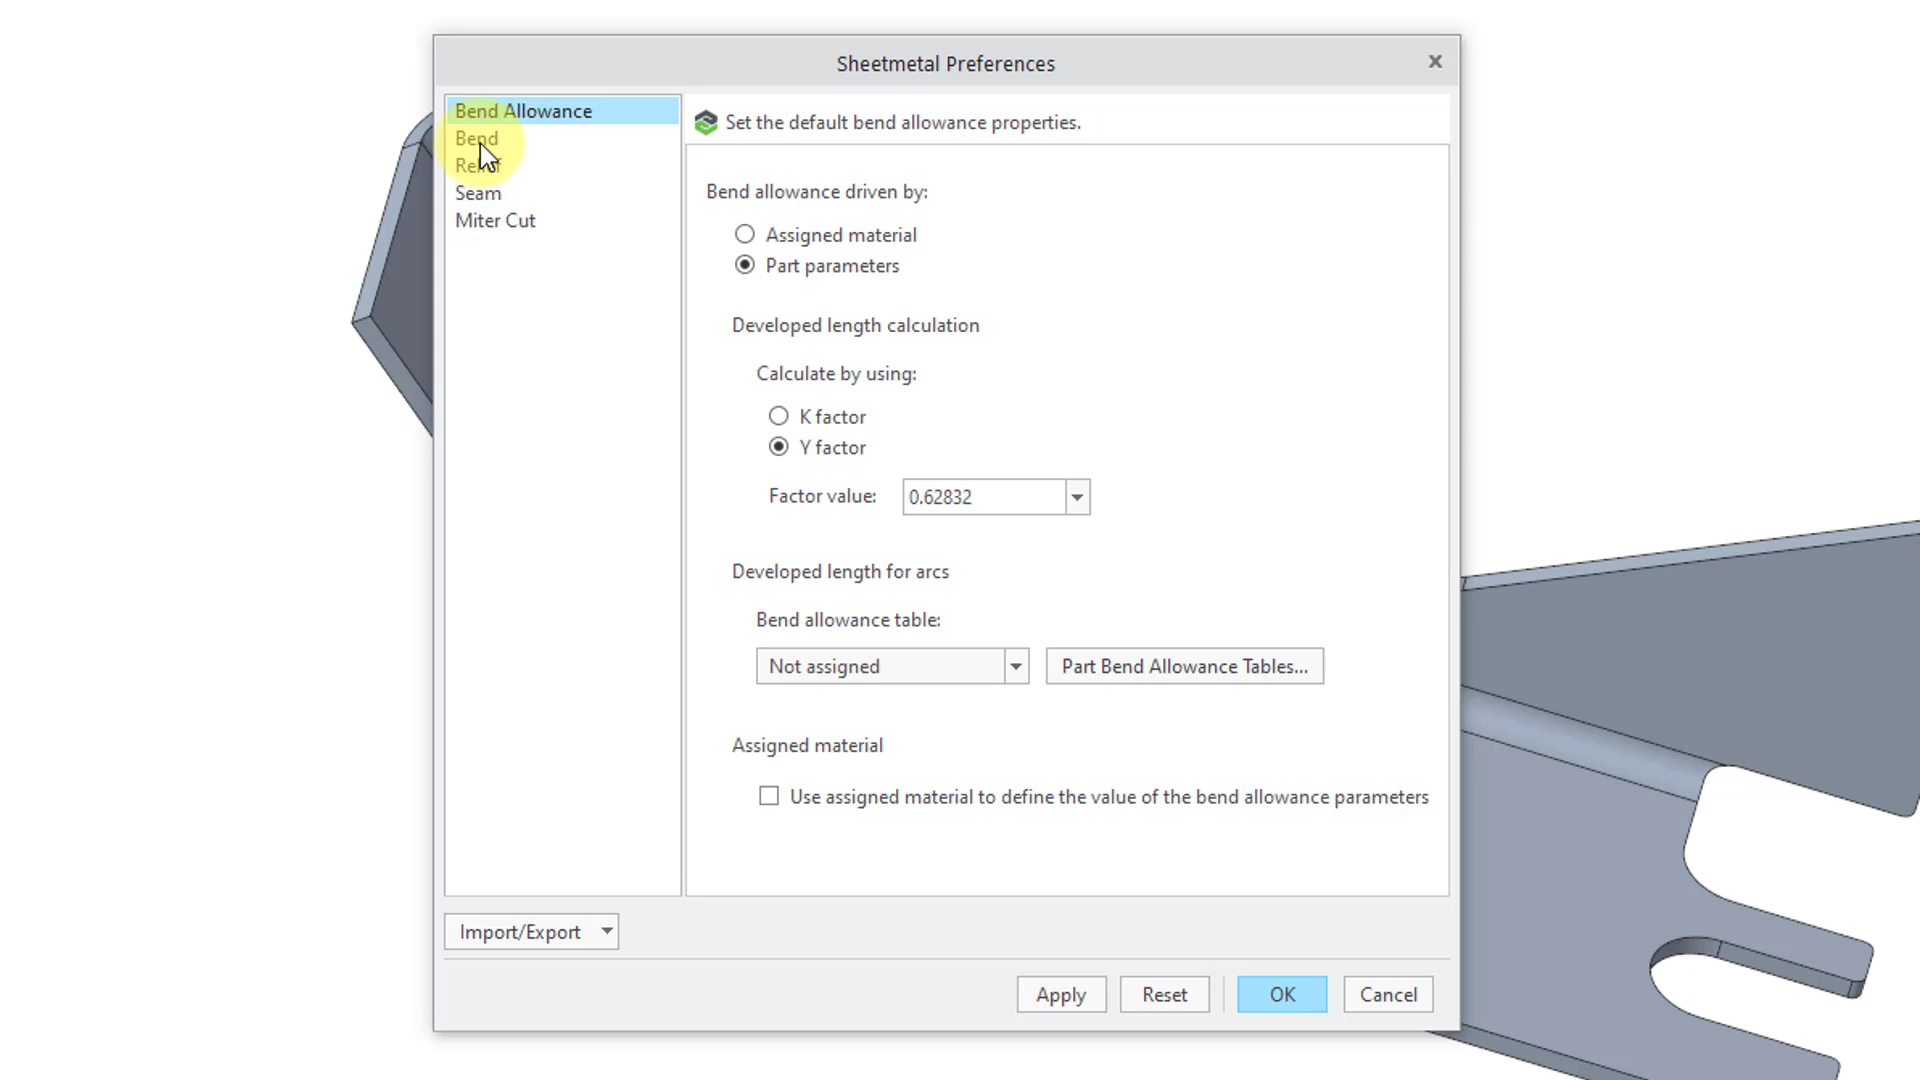 Sheetmetal Preferences
Bend Allowance
Bend
Relief
Seam
Miter Cut
Set the default bend allowance properties.
Bend allowance driven by:
Assigned material
Part parameters
Developed length calculation
Calculate by using:
K factor
Y factor
Factor value: 0.62832
Developed length for arcs
Bend allowance table:
Not assigned Part Bend Allowance Tables...
Assigned material
Use assigned material to define the value of the bend allowance parameters
Import/Export
Apply Reset OK Cancel